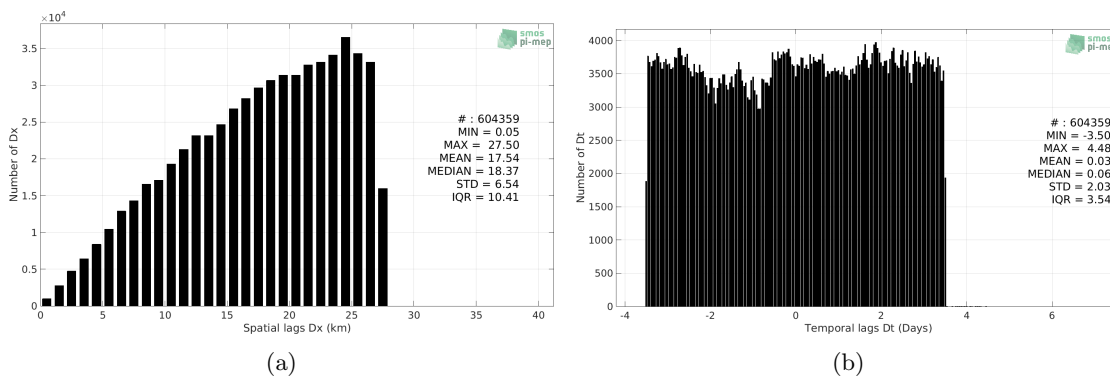 ×10⁴
3.5
3
2.5
2
1.5
1
0.5
0
0 5 10 15 20 25 30 35 40
Number of Dx
Spatial lags Dx (km)
smos
pi-mep
# : 604359
MIN = 0.05
MAX = 27.50
MEAN = 17.54
MEDIAN = 18.37
STD = 6.54
IQR = 10.41
(a)
4000
3500
3000
2500
2000
1500
1000
500
0
-4 -2 0 2 4 6
Number of Dt
Temporal lags Dt (Days)
smos
pi-mep
# : 604359
MIN = -3.50
MAX = 4.48
MEAN = 0.03
MEDIAN = 0.06
STD = 2.03
IQR = 3.54
(b)